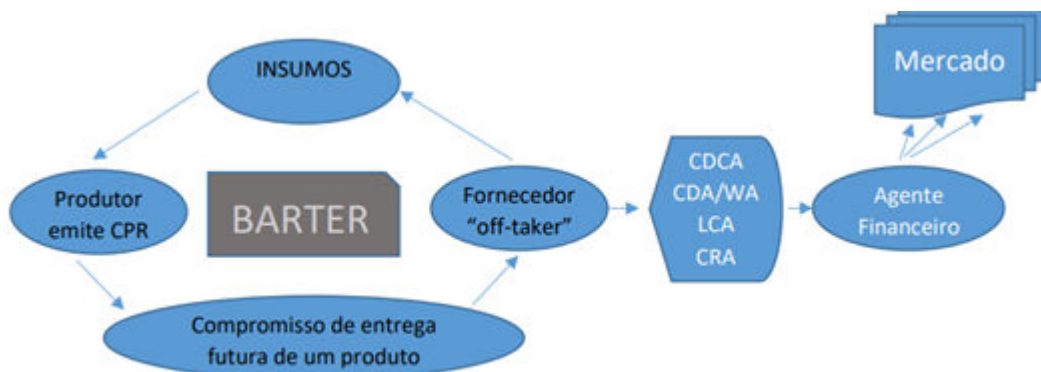 INSUMOS
Mercado
Produtor
emite CPR
BARTER
Fornecedor
“off-taker”
CDCA
CDA/WA
LCA
CRA
Agente
Financeiro
Compromisso de entrega
futura de um produto